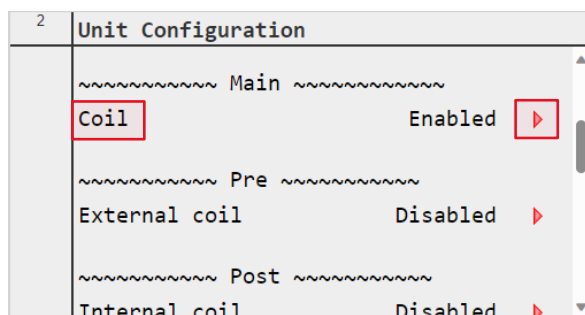 2
Unit Configuration
~~~~~~~~~~~ Main ~~~~~~~~~~~~
Coil Enabled
~~~~~~~~~~~ Pre ~~~~~~~~~~~
External coil Disabled
~~~~~~~~~~~ Post ~~~~~~~~~~~
Internal coil Disabled